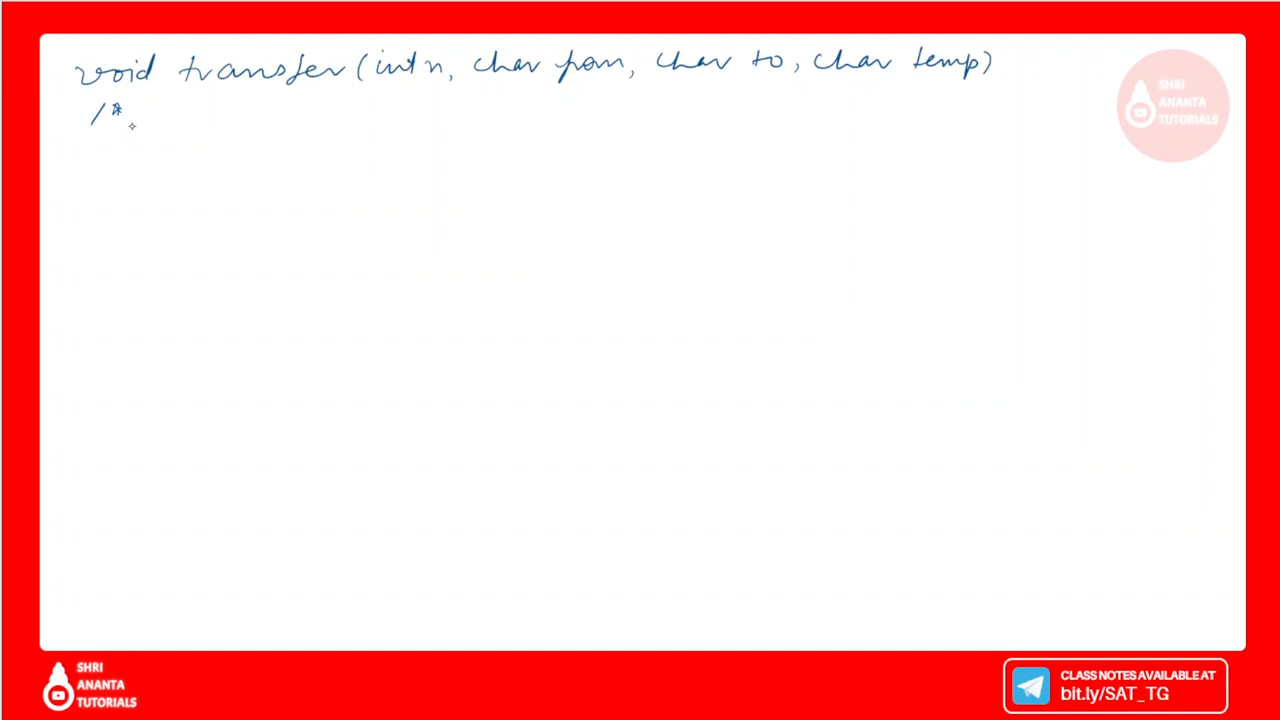 void transfer(int n, char from, char to, char temp)
/*
SHRI
ANANTA
TUTORIALS
SHRI
ANANTA
TUTORIALS
CLASS NOTES AVAILABLE AT
bit.ly/SAT_TG